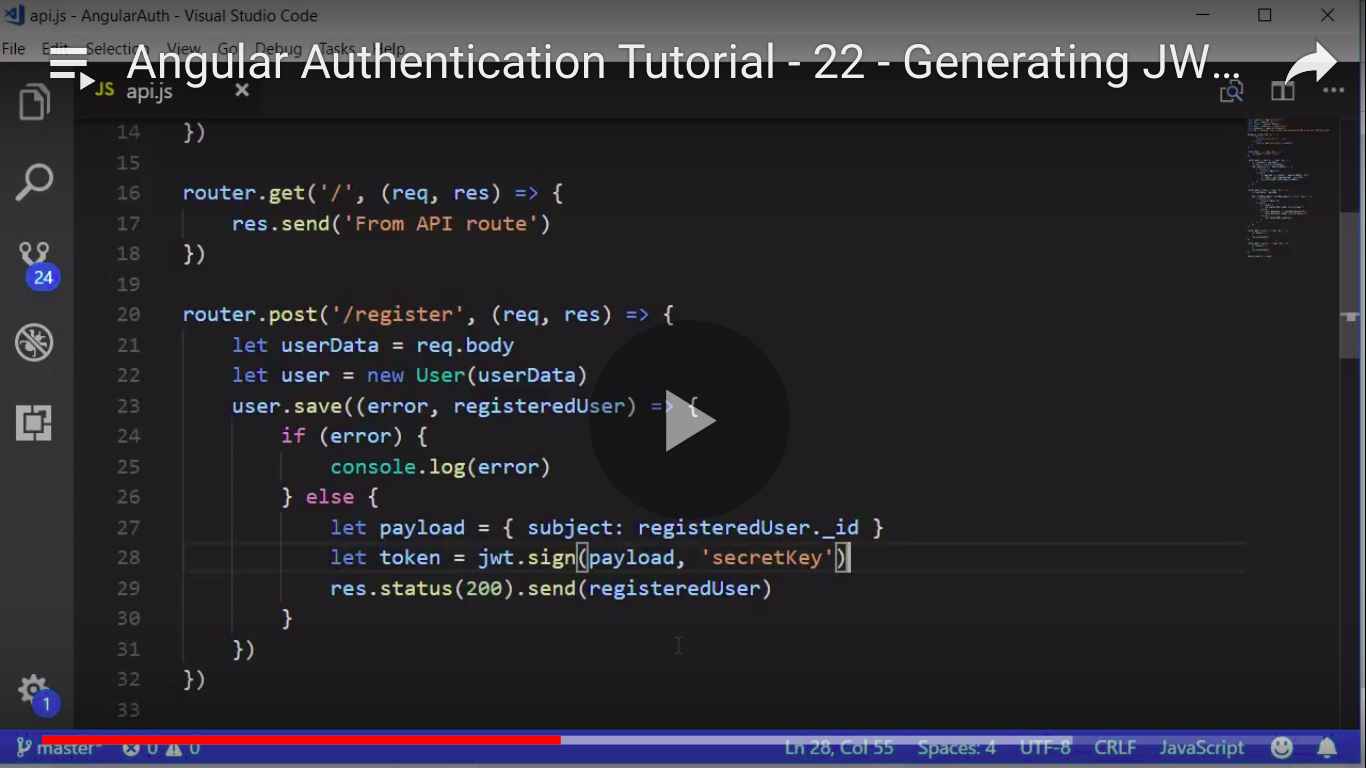 api.js - AngularAuth - Visual Studio Code
File Edit Selection View Go Debug Tasks Help
Angular Authentication Tutorial - 22 - Generating JW...
JS api.js
14 })
15
16 router.get('/', (req, res) => {
17 res.send('From API route')
18 })
19
20 router.post('/register', (req, res) => {
21 let userData = req.body
22 let user = new User(userData)
23 user.save((error, registeredUser) => {
24 if (error) {
25 console.log(error)
26 } else {
27 let payload = { subject: registeredUser._id }
28 let token = jwt.sign(payload, 'secretKey')
29 res.status(200).send(registeredUser)
30 }
31 })
32 })
33
24
1
master* 0 0 Ln 28, Col 55 Spaces: 4 UTF-8 CRLF JavaScript